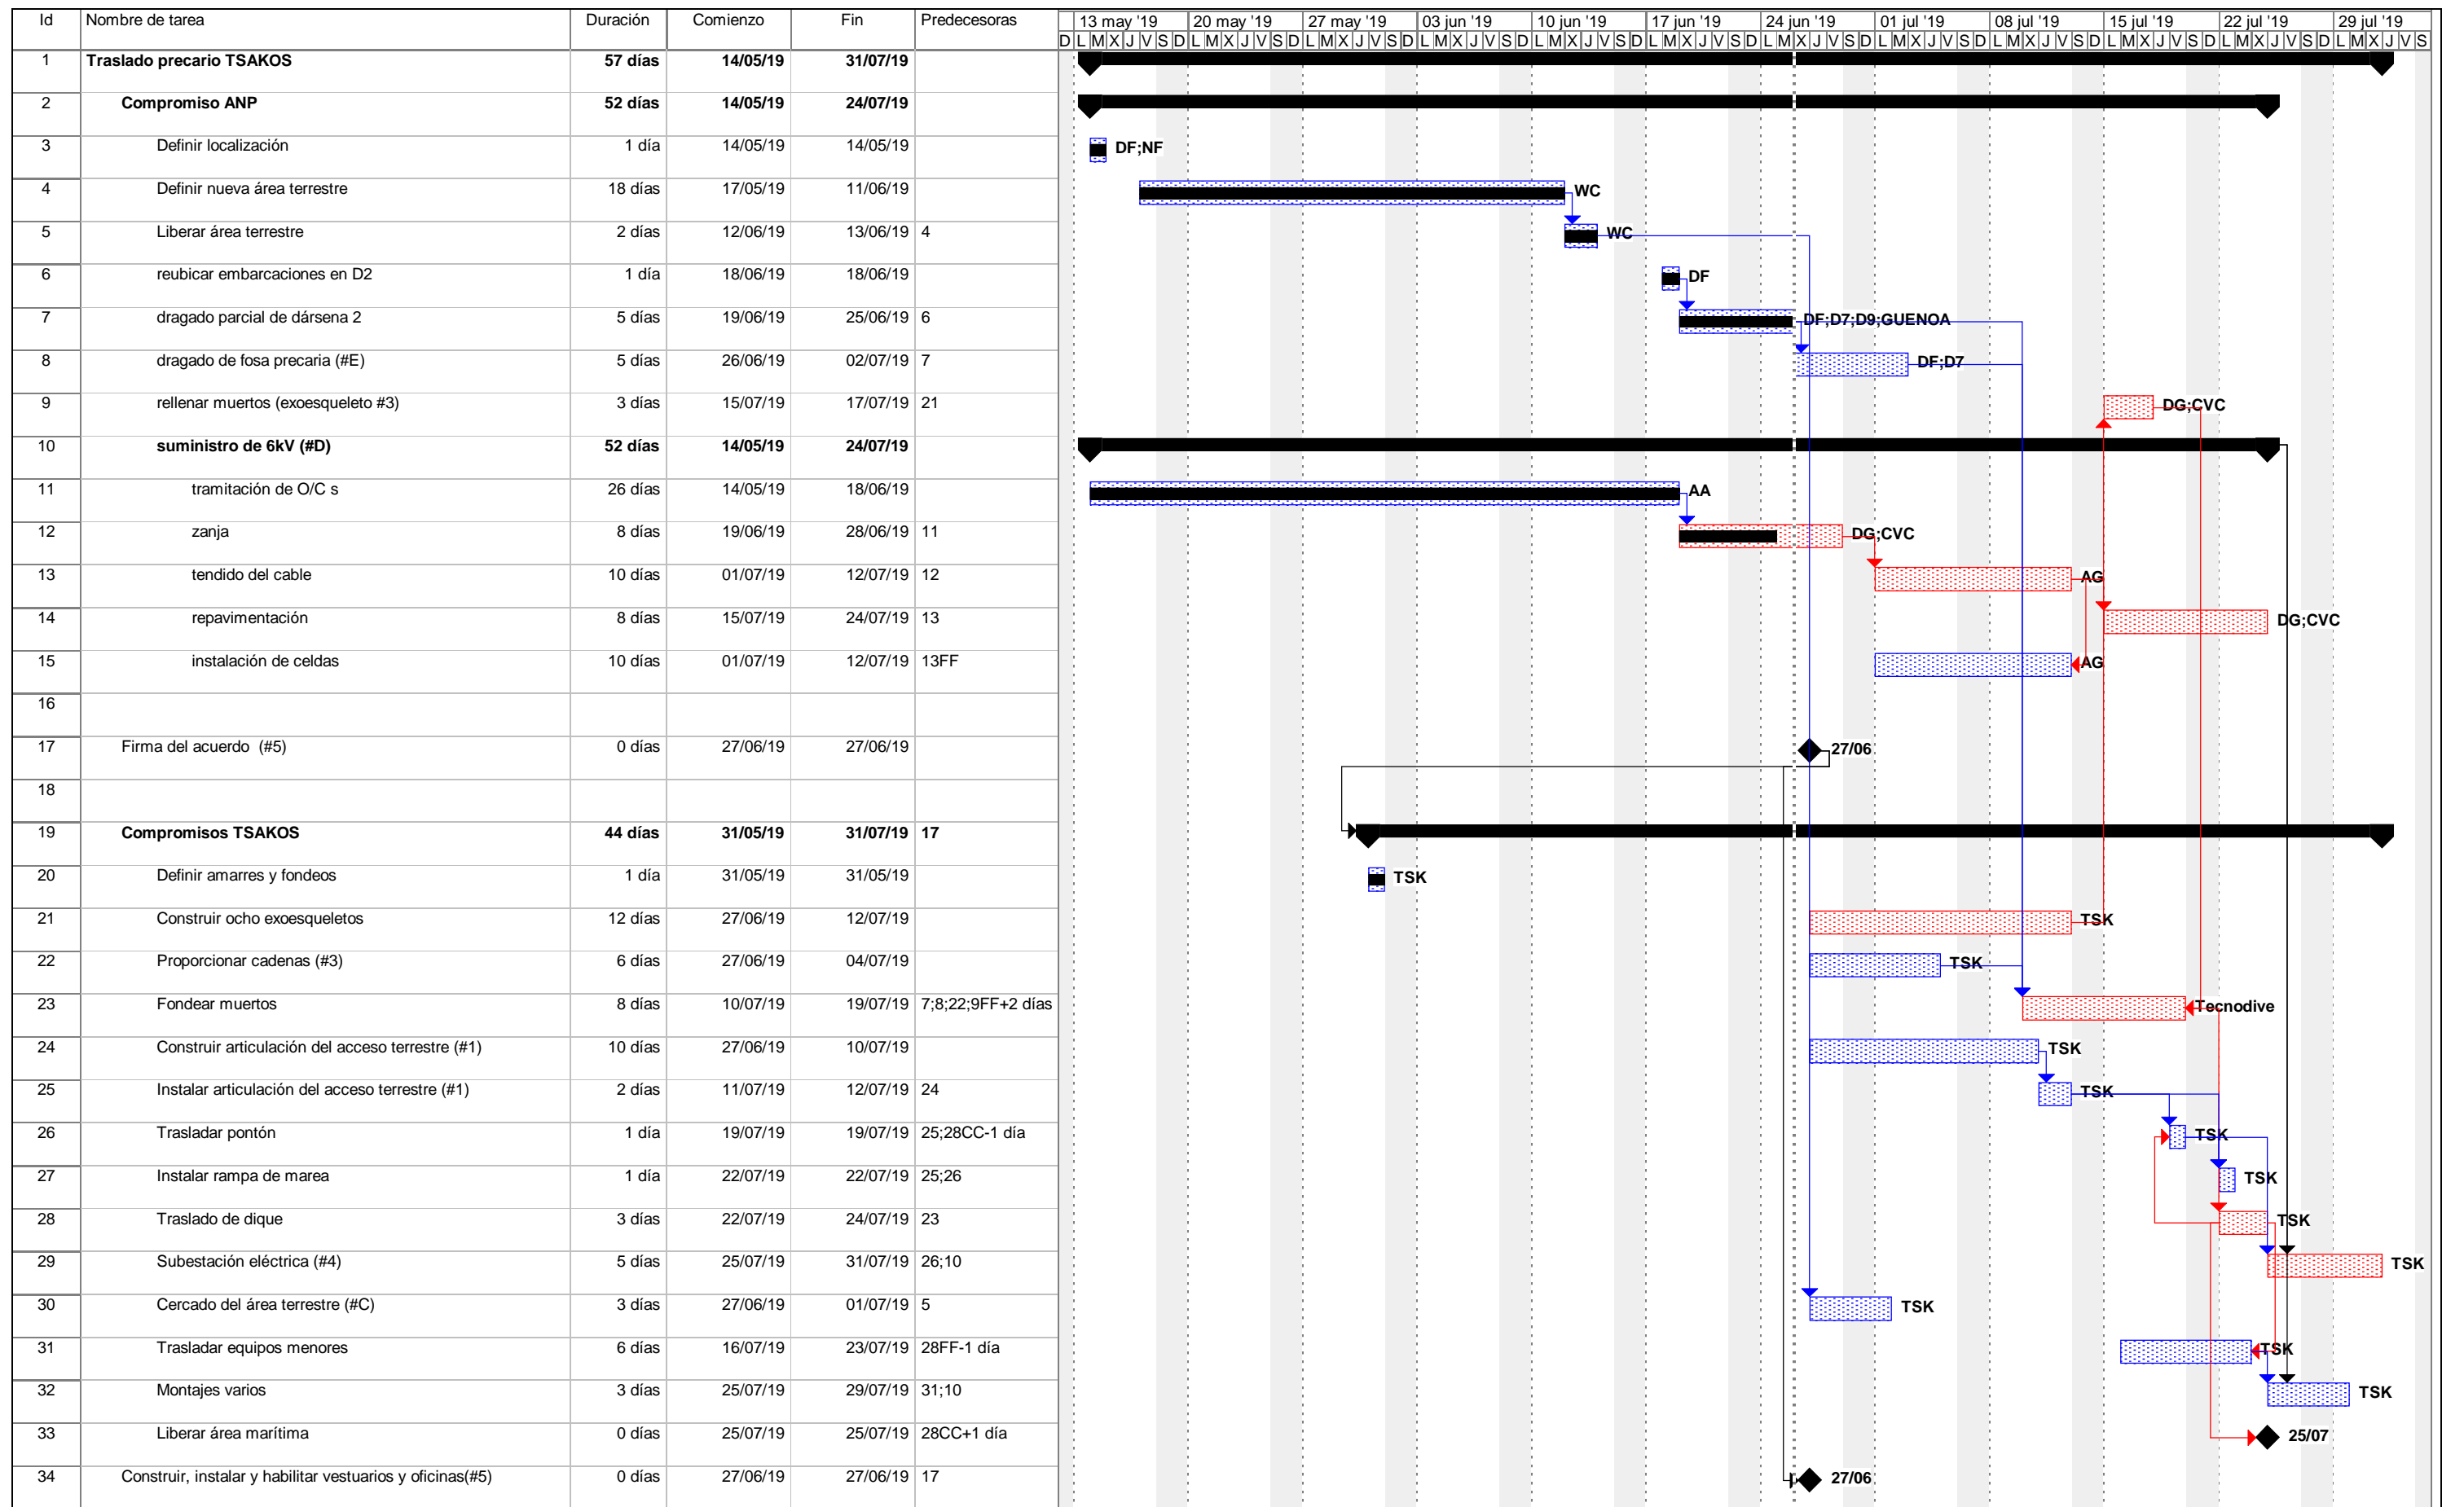 Id Nombre de tarea Duración Comienzo Fin Predecesoras 13 may '19 20 may '19 27 may '19 03 jun '19 10 jun '19 17 jun '19 24 jun '19 01 jul '19 08 jul '19 15 jul '19 22 jul '19 29 jul '19
D L M X J V S D L M X J V S D L M X J V S D L M X J V S D L M X J V S D L M X J V S D L M X J V S D L M X J V S D L M X J V S D L M X J V S D L M X J V S D L M X J V S
1 Traslado precario TSAKOS 57 días 14/05/19 31/07/19
2 Compromiso ANP 52 días 14/05/19 24/07/19
3 Definir localización 1 día 14/05/19 14/05/19 DF;NF
4 Definir nueva área terrestre 18 días 17/05/19 11/06/19 WC
5 Liberar área terrestre 2 días 12/06/19 13/06/19 4 WC
6 reubicar embarcaciones en D2 1 día 18/06/19 18/06/19 DF
7 dragado parcial de dársena 2 5 días 19/06/19 25/06/19 6 DF;D7;D9;GUENOA
8 dragado de fosa precaria (#E) 5 días 26/06/19 02/07/19 7 DF;D7
9 rellenar muertos (exoesqueleto #3) 3 días 15/07/19 17/07/19 21 DG;CVC
10 suministro de 6kV (#D) 52 días 14/05/19 24/07/19
11 tramitación de O/C s 26 días 14/05/19 18/06/19 AA
12 zanja 8 días 19/06/19 28/06/19 11 DG;CVC
13 tendido del cable 10 días 01/07/19 12/07/19 12 AG
14 repavimentación 8 días 15/07/19 24/07/19 13 DG;CVC
15 instalación de celdas 10 días 01/07/19 12/07/19 13FF AG
16
17 Firma del acuerdo (#5) 0 días 27/06/19 27/06/19 27/06
18
19 Compromisos TSAKOS 44 días 31/05/19 31/07/19 17
20 Definir amarres y fondeos 1 día 31/05/19 31/05/19 TSK
21 Construir ocho exoesqueletos 12 días 27/06/19 12/07/19 TSK
22 Proporcionar cadenas (#3) 6 días 27/06/19 04/07/19 TSK
23 Fondear muertos 8 días 10/07/19 19/07/19 7;8;22;9FF+2 días Tecnodive
24 Construir articulación del acceso terrestre (#1) 10 días 27/06/19 10/07/19 TSK
25 Instalar articulación del acceso terrestre (#1) 2 días 11/07/19 12/07/19 24 TSK
26 Trasladar pontón 1 día 19/07/19 19/07/19 25;28CC-1 día TSK
27 Instalar rampa de marea 1 día 22/07/19 22/07/19 25;26 TSK
28 Traslado de dique 3 días 22/07/19 24/07/19 23 TSK
29 Subestación eléctrica (#4) 5 días 25/07/19 31/07/19 26;10 TSK
30 Cercado del área terrestre (#C) 3 días 27/06/19 01/07/19 5 TSK
31 Trasladar equipos menores 6 días 16/07/19 23/07/19 28FF-1 día TSK
32 Montajes varios 3 días 25/07/19 29/07/19 31;10 TSK
33 Liberar área marítima 0 días 25/07/19 25/07/19 28CC+1 día 25/07
34 Construir, instalar y habilitar vestuarios y oficinas(#5) 0 días 27/06/19 27/06/19 17 27/06